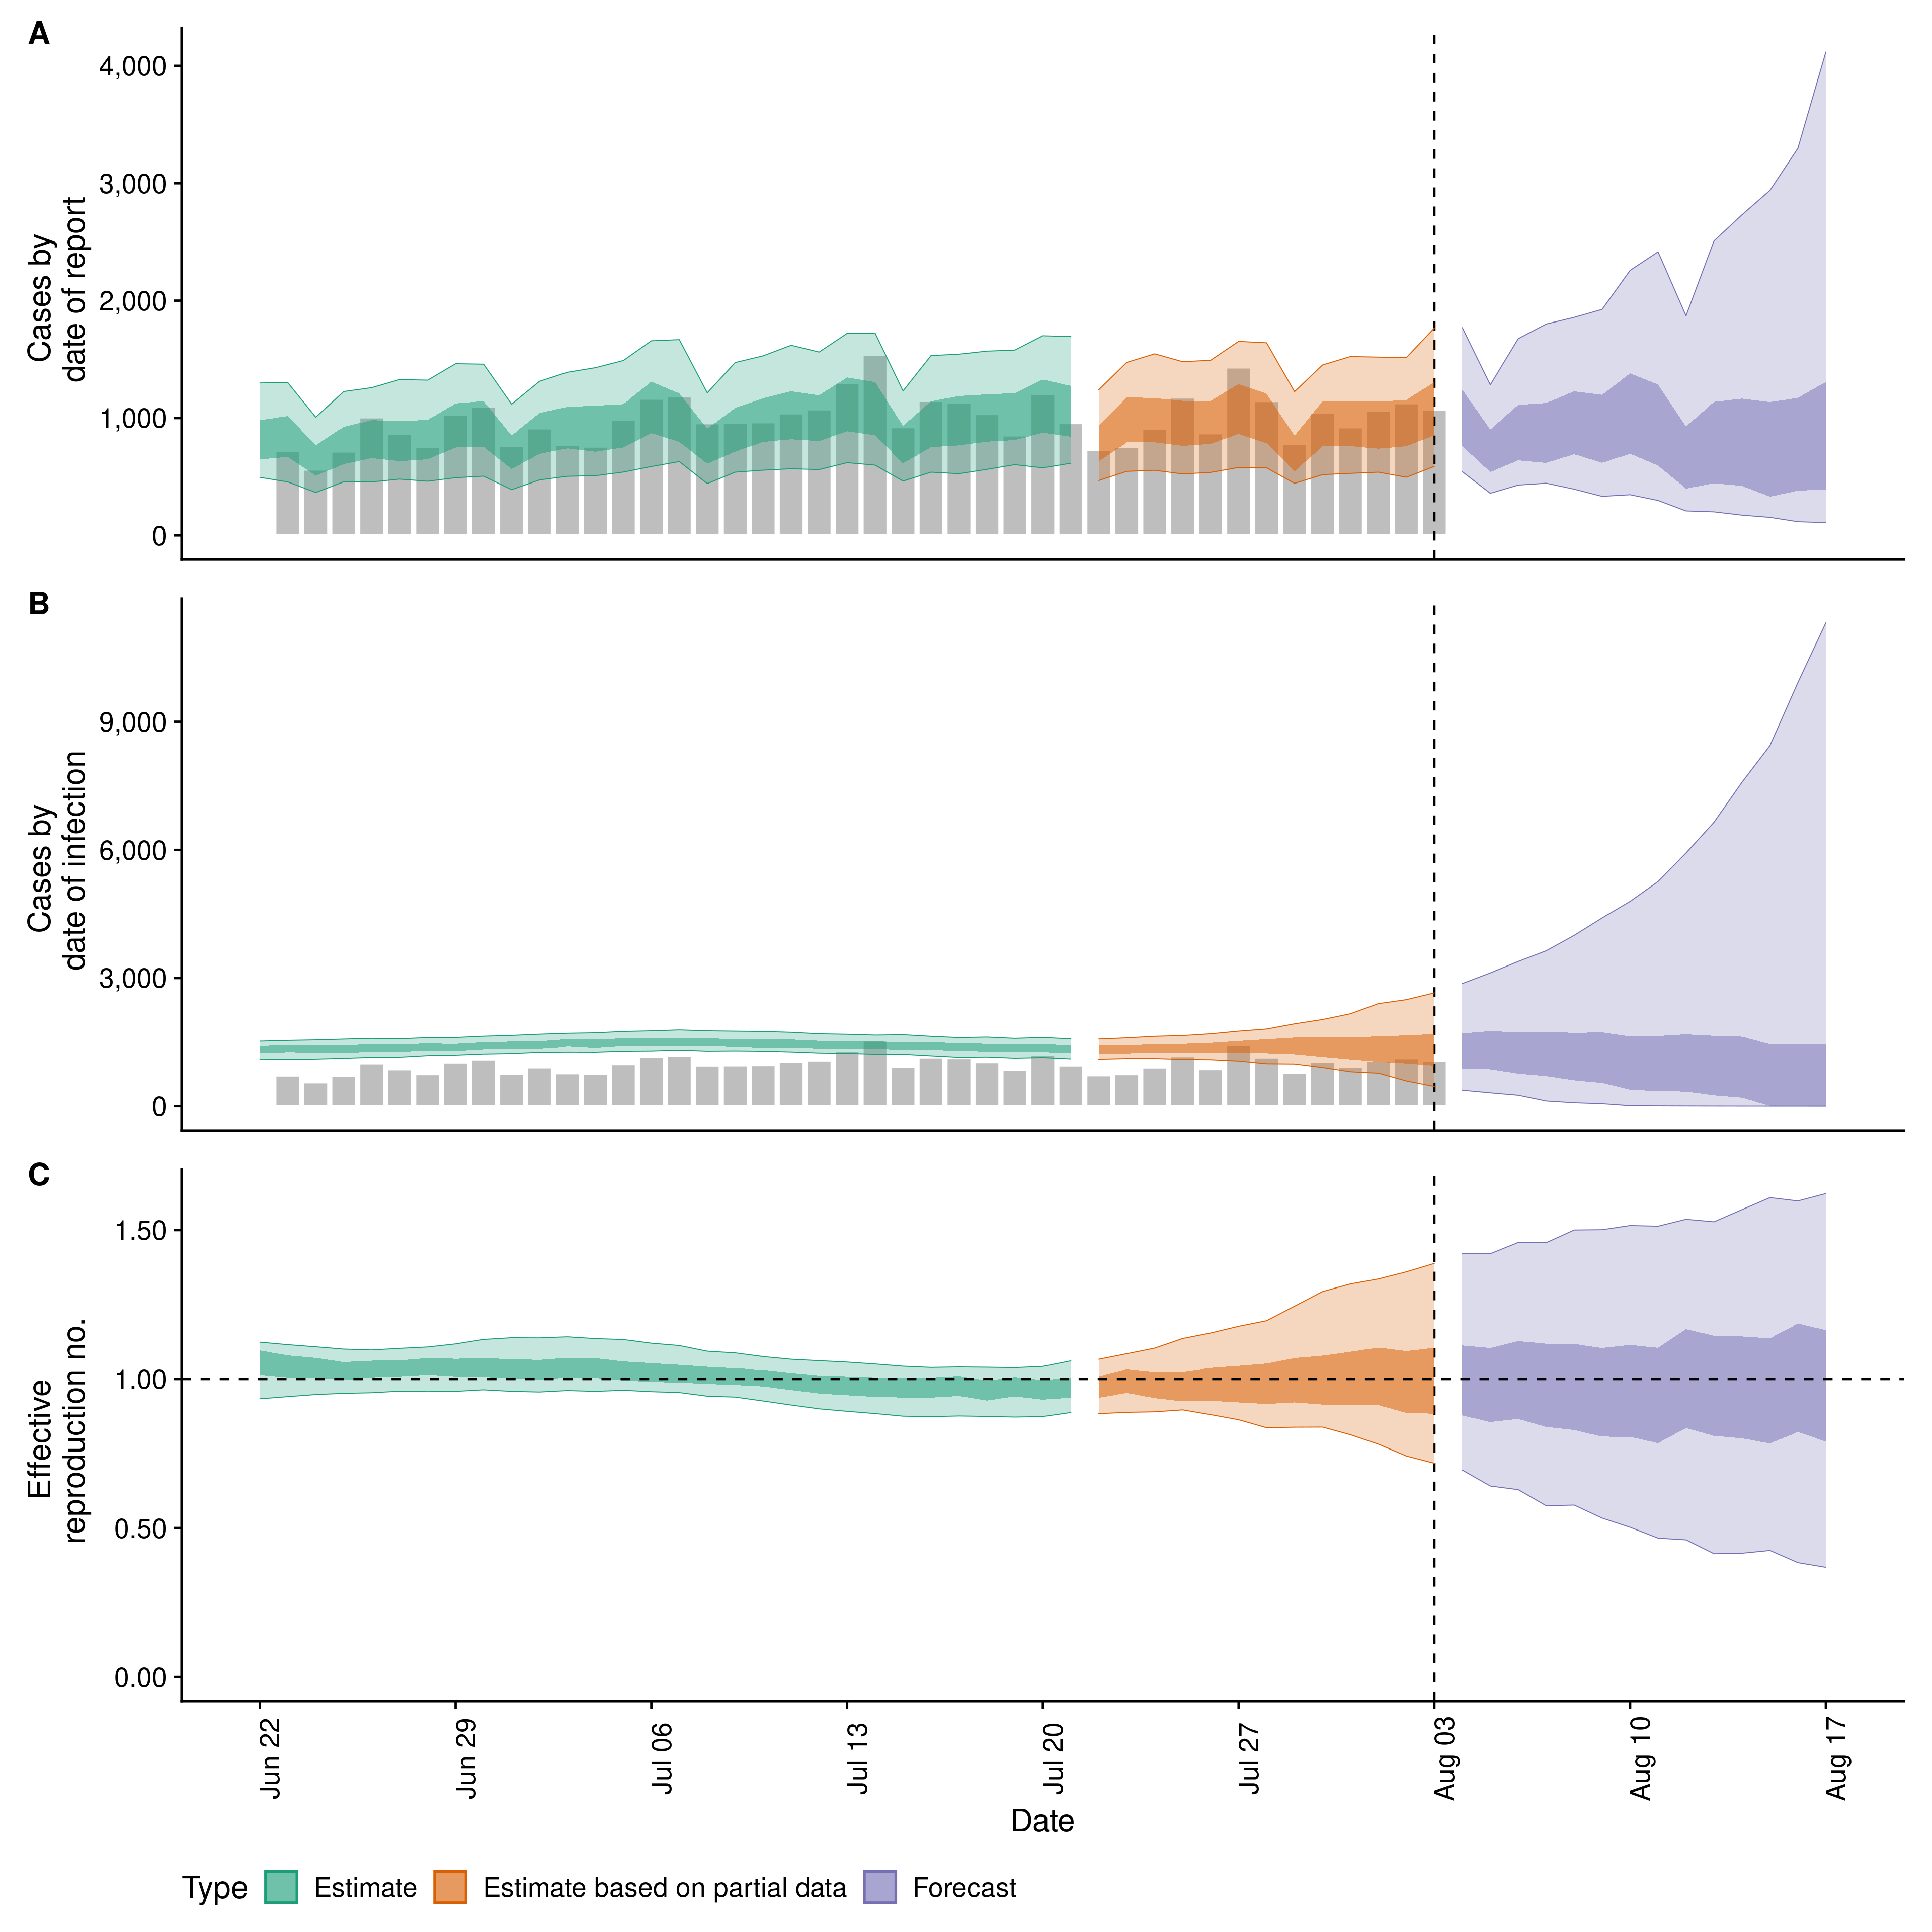 A
Cases by
date of report
4,000
3,000
2,000
1,000
0
B
Cases by
date of infection
9,000
6,000
3,000
0
C
Effective
reproduction no.
1.50
1.00
0.50
0.00
Jun 22
Jun 29
Jul 06
Jul 13
Jul 20
Jul 27
Aug 03
Aug 10
Aug 17
Date
Type Estimate Estimate based on partial data Forecast